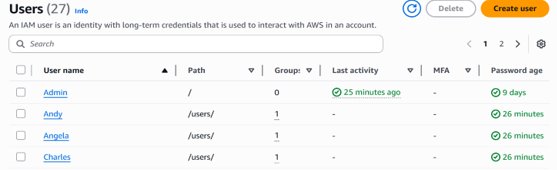 Users (27) Info
Delete
Create user
An IAM user is an identity with long-term credentials that is used to interact with AWS in an account.
Search
1 2
User name Path Groups Last activity MFA Password age
Admin / 0 25 minutes ago - 9 days
Andy /users/ 1 - - 26 minutes
Angela /users/ 1 - - 26 minutes
Charles /users/ 1 - - 26 minutes